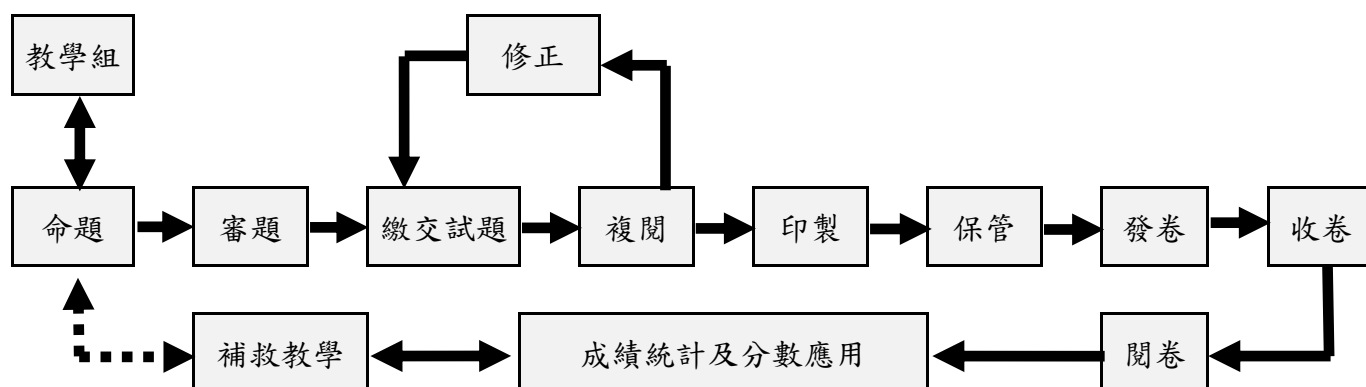 教學組
修正
命題
審題
繳交試題
複閱
印製
保管
發卷
收卷
補救教學
成績統計及分數應用
閱卷